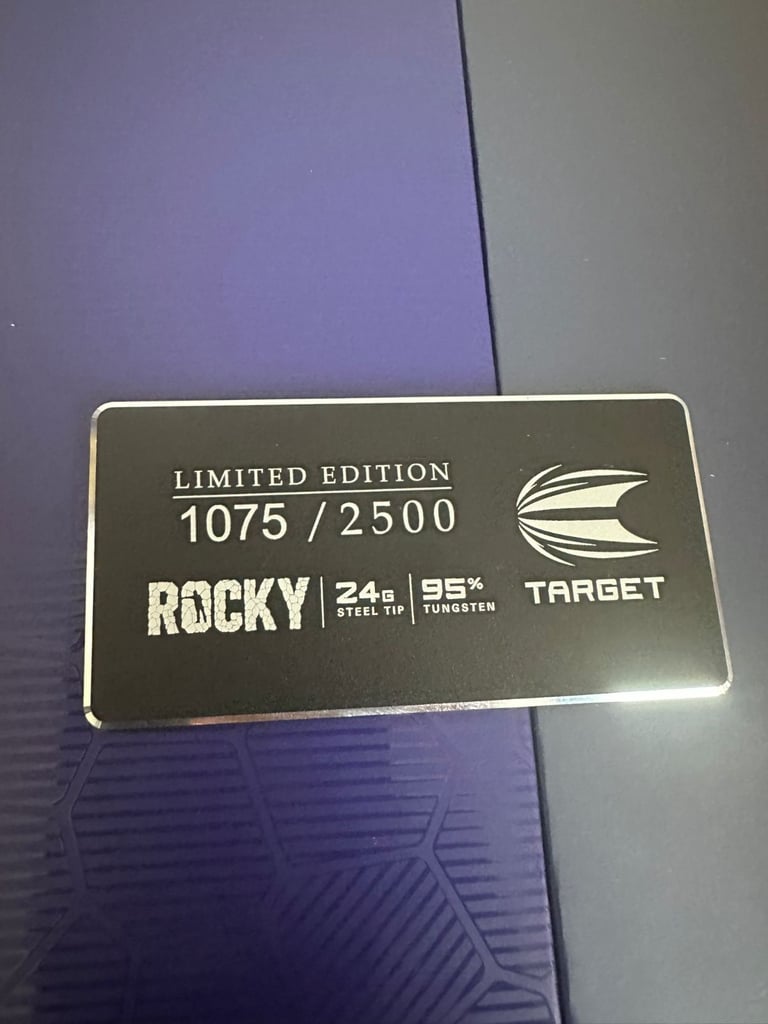 LIMITED EDITION
1075 / 2500
ROCKY 24G STEEL TIP 95% TUNGSTEN
TARGET